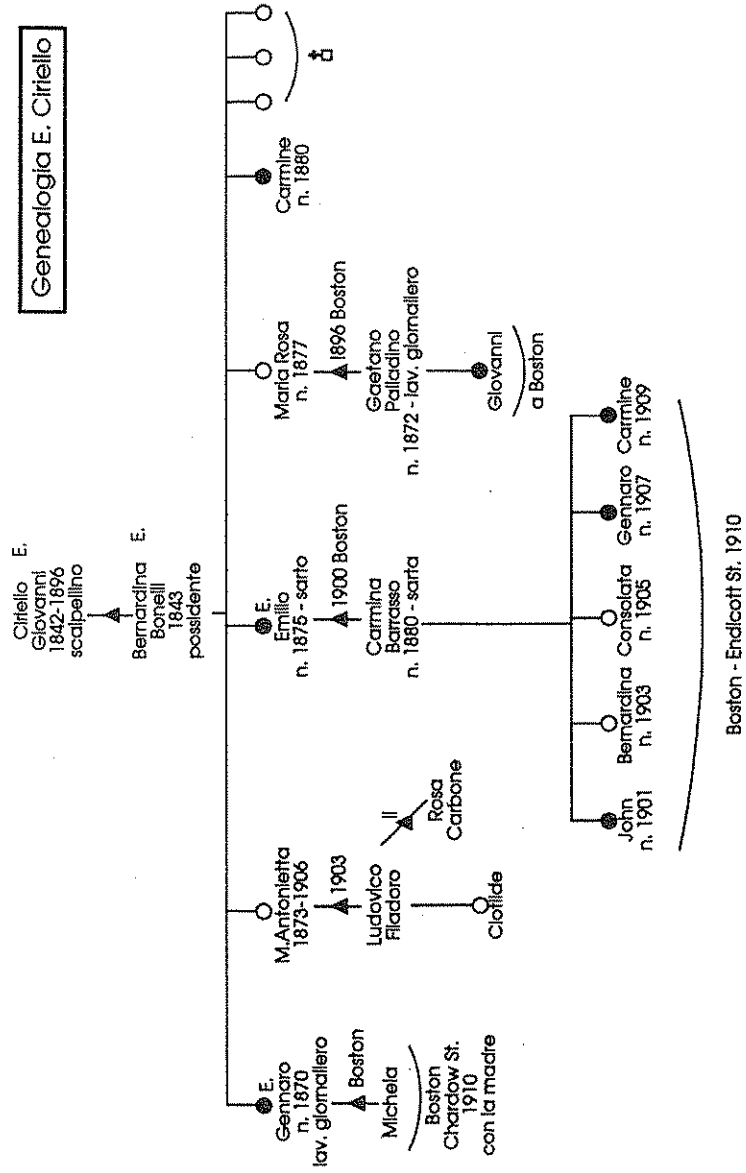 Genealogia E. Ciriello
Ciriello E.
Giovanni
1842-1896
scalpellino
Bernardina E.
Bonelli
1843
possidente
E.
Gennaro
n. 1870
lav. giornaliero
Boston
Michela
Boston
Chardow St.
1910
con la madre
M.Antonietta
1873-1906
1903
Ludovico
Filadoro
II
Rosa
Carbone
Clotilde
E.
Emilio
n. 1875 - sarto
1900 Boston
Carmina
Barrasso
n. 1880 - sarta
John
n. 1901
Bernardina
n. 1903
Consolata
n. 1905
Gennaro
n. 1907
Carmine
n. 1909
Boston - Endicott St. 1910
Maria Rosa
n. 1877
1896 Boston
Gaetano
Palladino
n. 1872 - lav. giornaliero
Giovanni
a Boston
Carmine
n. 1880